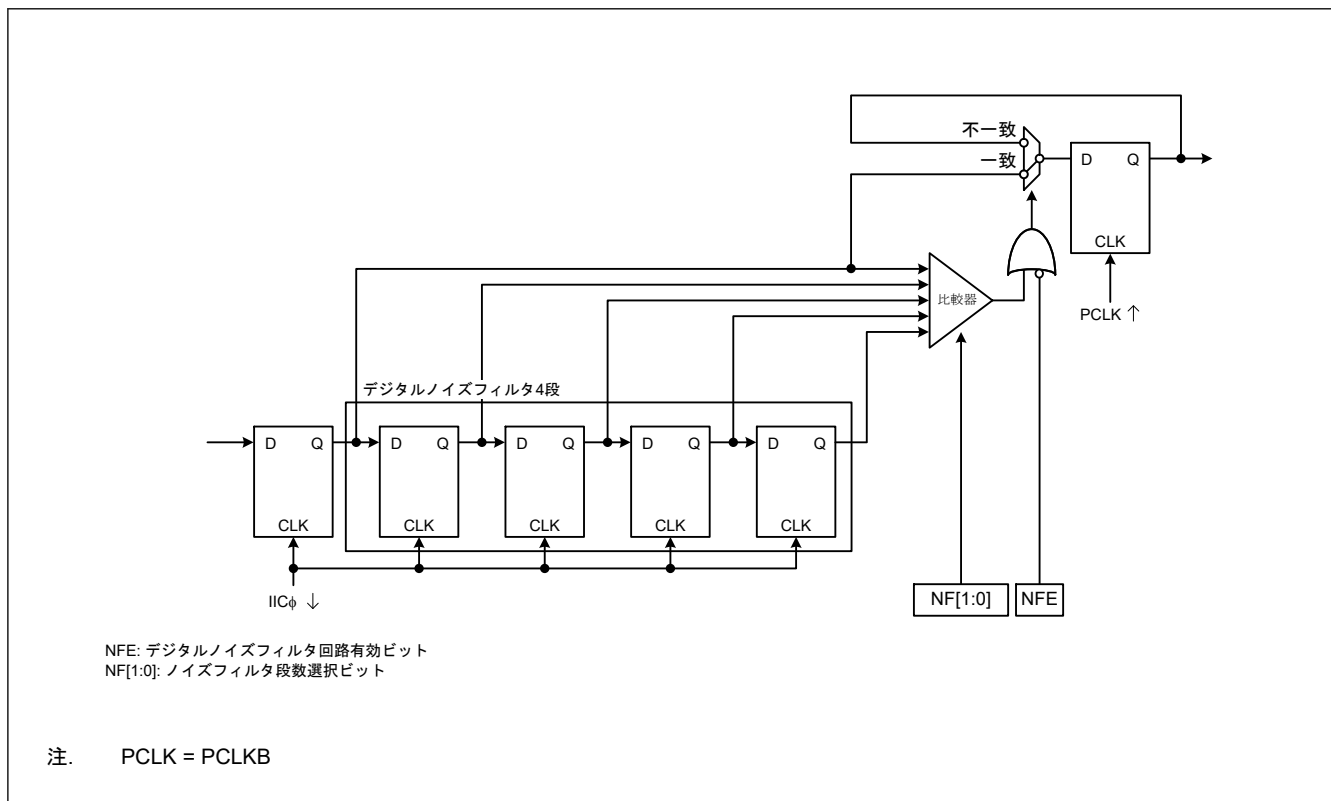 不一致
一致
D Q
CLK
PCLK ↑
比較器
デジタルノイズフィルタ4段
D Q
D Q
D Q
D Q
D Q
CLK
CLK
CLK
CLK
CLK
IICφ ↓
NF[1:0]
NFE
NFE: デジタルノイズフィルタ回路有効ビット
NF[1:0]: ノイズフィルタ段数選択ビット
注. PCLK = PCLKB